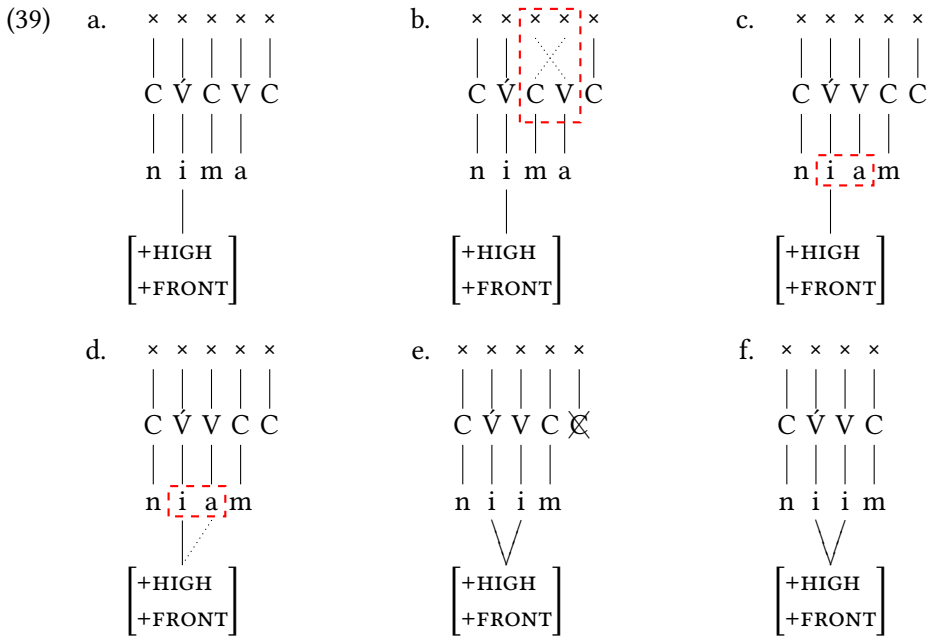 (39) a. × × × × × b. × × × × × c. × × × × ×
C V́ C V C C V́ C V C C V́ V C C
n i m a n i m a n i a m
[+HIGH [+HIGH [+HIGH
+FRONT] +FRONT] +FRONT]
d. × × × × × e. × × × × × f. × × × ×
C V́ V C C C V́ V C C C V́ V C
n i a m n i i m n i i m
[+HIGH [+HIGH [+HIGH
+FRONT] +FRONT] +FRONT]